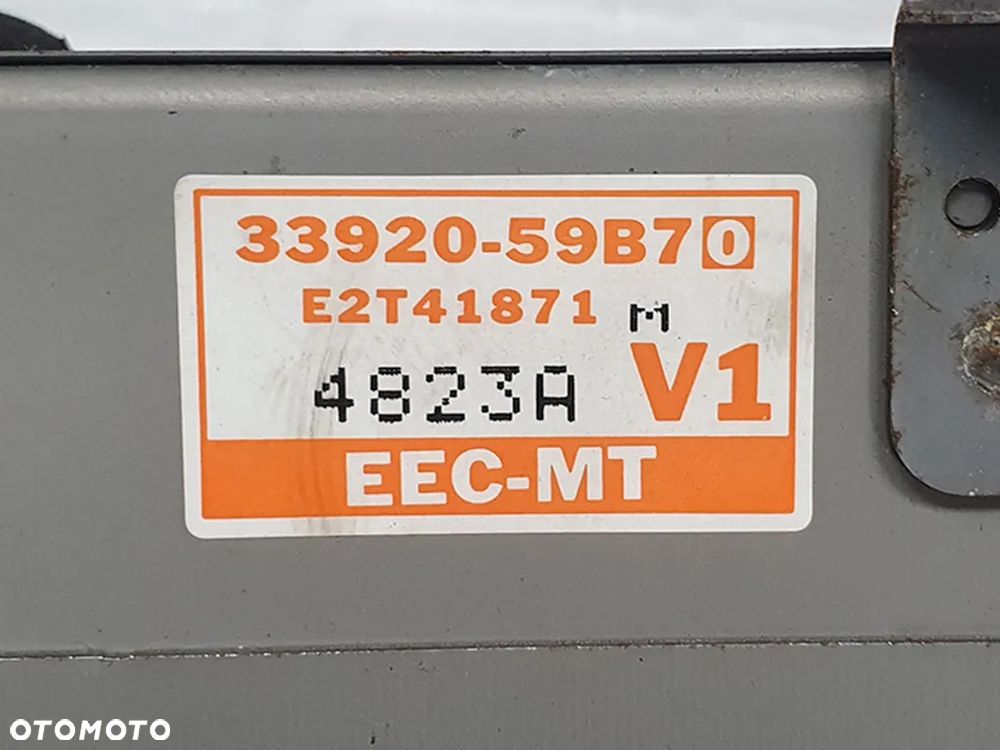 33920-59B70
E2T41871 M
4823A V1
EEC-MT
OTOMOTO